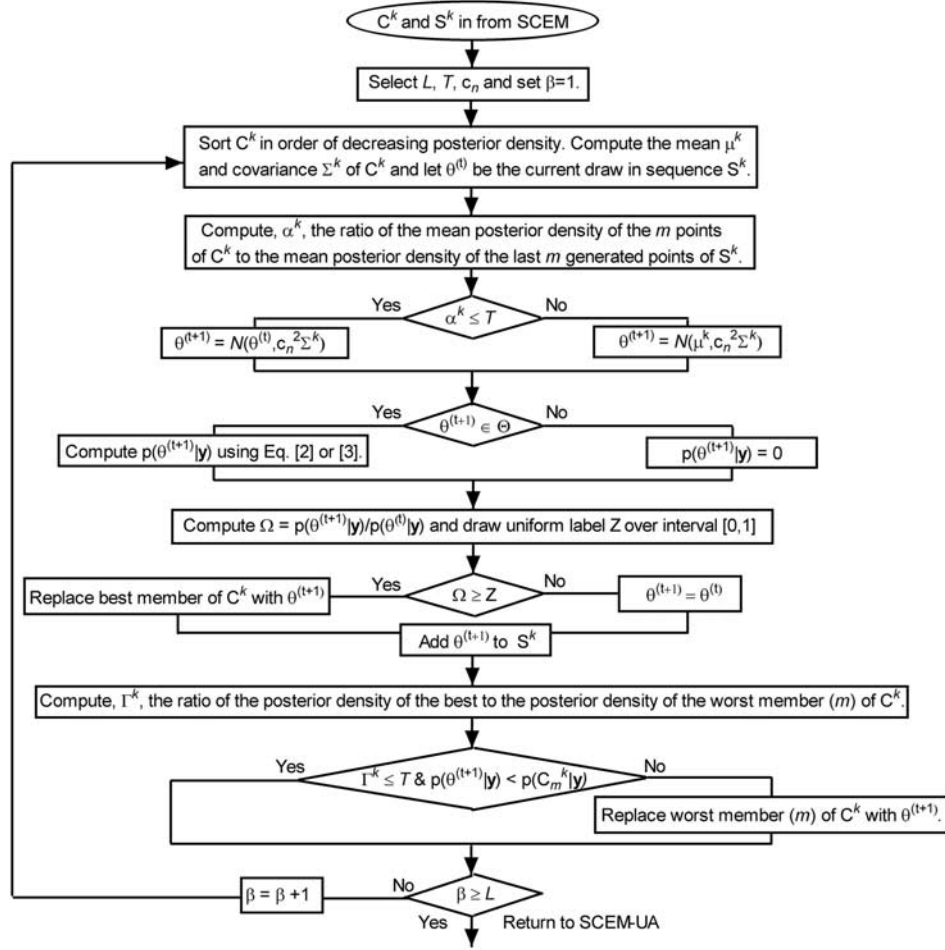 C^k and S^k in from SCEM
Select L, T, c_n and set β=1.
Sort C^k in order of decreasing posterior density. Compute the mean μ^k
and covariance Σ^k of C^k and let θ^(t) be the current draw in sequence S^k.
Compute, α^k, the ratio of the mean posterior density of the m points
of C^k to the mean posterior density of the last m generated points of S^k.
Yes
No
α^k ≤ T
θ^(t+1) = N(θ^(t),c_n^2Σ^k)
θ^(t+1) = N(μ^k,c_n^2Σ^k)
Yes
No
θ^(t+1) ∈ Θ
Compute p(θ^(t+1)|y) using Eq. [2] or [3].
p(θ^(t+1)|y) = 0
Compute Ω = p(θ^(t+1)|y)/p(θ^(t)|y) and draw uniform label Z over interval [0,1]
Yes
No
Replace best member of C^k with θ^(t+1)
Ω ≥ Z
θ^(t+1) = θ^(t)
Add θ^(t+1) to S^k
Compute, Γ^k, the ratio of the posterior density of the best to the posterior density of the worst member (m) of C^k.
Yes
No
Γ^k ≤ T & p(θ^(t+1)|y) < p(C_m^k|y)
Replace worst member (m) of C^k with θ^(t+1).
β = β +1
No
β ≥ L
Yes
Return to SCEM-UA